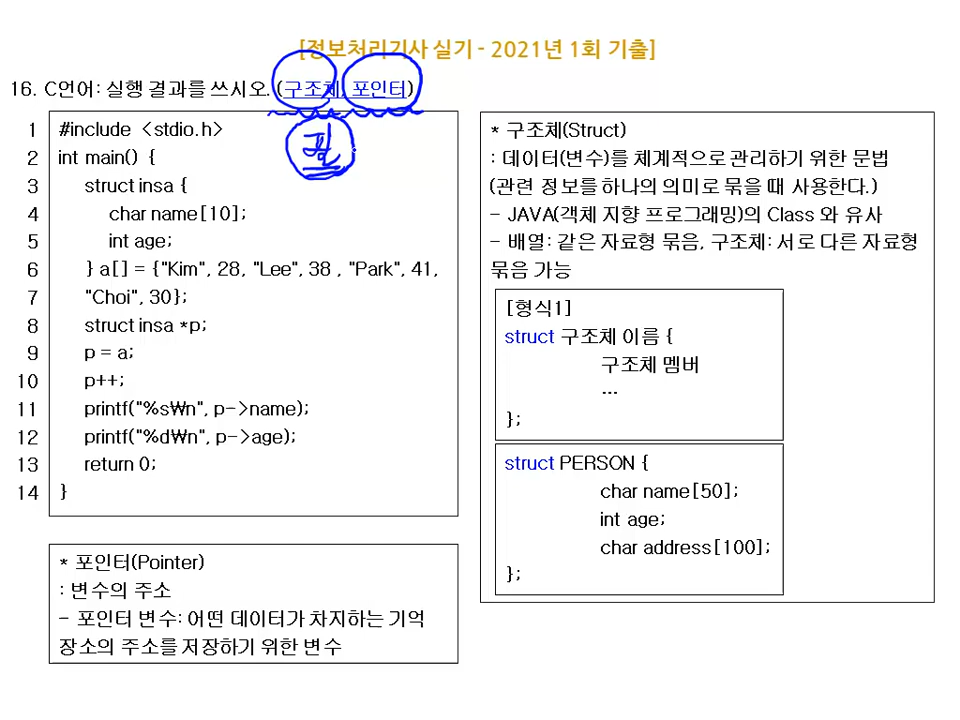 [정보처리기사 실기 - 2021년 1회 기출]
16. C언어: 실행 결과를 쓰시오. (구조체, 포인터)
필
1 #include <stdio.h>
2 int main() {
3 struct insa {
4 char name[10];
5 int age;
6 } a[] = {"Kim", 28, "Lee", 38 , "Park", 41,
7 "Choi", 30};
8 struct insa *p;
9 p = a;
10 p++;
11 printf("%s₩n", p->name);
12 printf("%d₩n", p->age);
13 return 0;
14 }
* 포인터(Pointer)
: 변수의 주소
- 포인터 변수: 어떤 데이터가 차지하는 기억
장소의 주소를 저장하기 위한 변수
* 구조체(Struct)
: 데이터(변수)를 체계적으로 관리하기 위한 문법
(관련 정보를 하나의 의미로 묶을 때 사용한다.)
- JAVA(객체 지향 프로그래밍)의 Class 와 유사
- 배열: 같은 자료형 묶음, 구조체: 서로 다른 자료형
묶음 가능
[형식1]
struct 구조체 이름 {
구조체 멤버
...
};
struct PERSON {
char name[50];
int age;
char address[100];
};